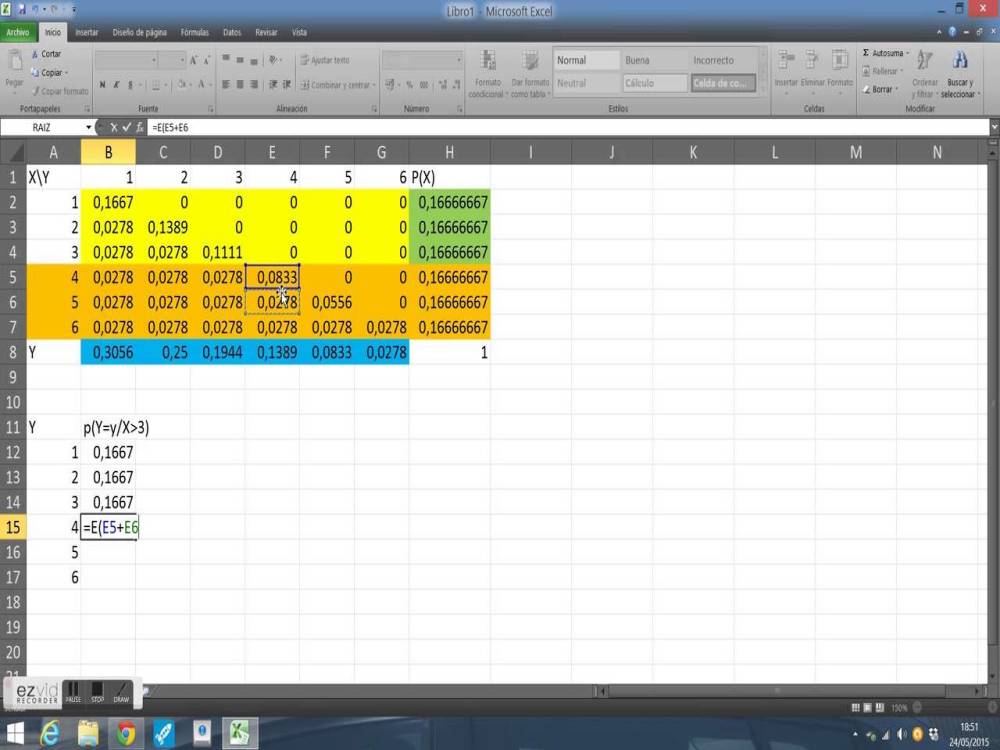 Libro1 - Microsoft Excel
Archivo Inicio Insertar Diseño de página Fórmulas Datos Revisar Vista
Pegar Cortar Copiar Copiar formato
N K S
Ajustar texto
Combinar y centrar
Formato condicional Dar formato como tabla
Normal Buena Incorrecto
Neutral Cálculo Celda de co...
Insertar Eliminar Formato
Autosuma
Rellenar
Borrar
Ordenar y filtrar Buscar y seleccionar
Portapapeles Fuente Alineación Número Estilos Celdas Modificar
RAIZ fx =E(E5+E6
A B C D E F G H I J K L M N
1 X\Y 1 2 3 4 5 6 P(X)
2 1 0,1667 0 0 0 0 0 0,16666667
3 2 0,0278 0,1389 0 0 0 0 0,16666667
4 3 0,0278 0,0278 0,1111 0 0 0 0,16666667
5 4 0,0278 0,0278 0,0278 0,0833 0 0 0,16666667
6 5 0,0278 0,0278 0,0278 0,0278 0,0556 0 0,16666667
7 6 0,0278 0,0278 0,0278 0,0278 0,0278 0,0278 0,16666667
8 Y 0,3056 0,25 0,1944 0,1389 0,0833 0,0278 1
9
10
11 Y p(Y=y/X>3)
12 1 0,1667
13 2 0,1667
14 3 0,1667
15 4 =E(E5+E6
16 5
17 6
18
19
20
21
ezvid RECORDER PAUSE STOP DRAW
150%
18:51
24/05/2015